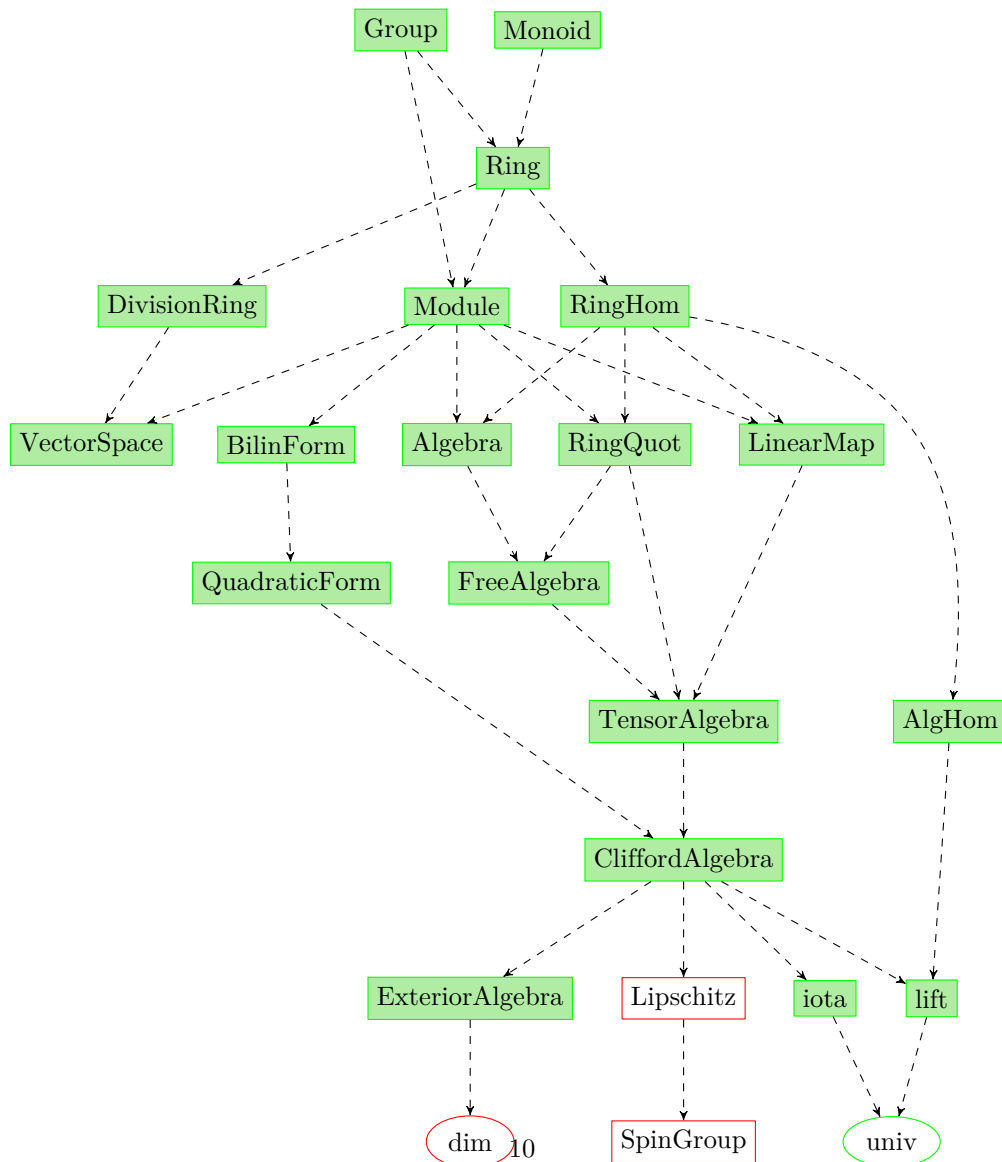 Group
Monoid
Ring
DivisionRing
Module
RingHom
VectorSpace
BilinForm
Algebra
RingQuot
LinearMap
QuadraticForm
FreeAlgebra
TensorAlgebra
AlgHom
CliffordAlgebra
ExteriorAlgebra
Lipschitz
iota
lift
dim
SpinGroup
univ
10